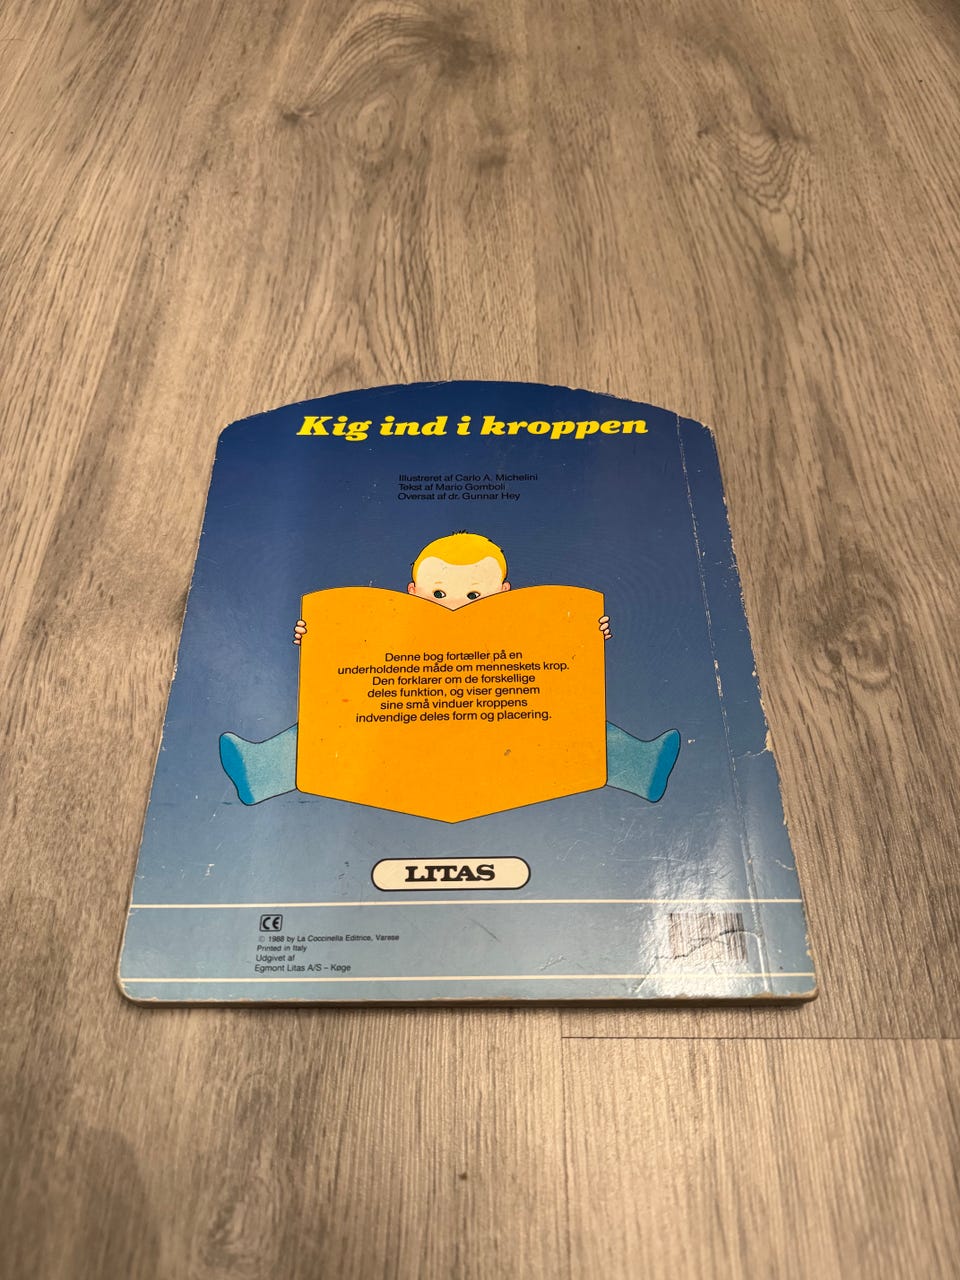 Kig ind i kroppen
Illustreret af Carlo A. Michelini
Tekst af Mario Gomboli
Oversat af dr. Gunnar Hey
Denne bog fortæller på en
underholdende måde om menneskets krop.
Den forklarer om de forskellige
deles funktion, og viser gennem
sine små vinduer kroppens
indvendige deles form og placering.
LITAS
CE
© 1988 by La Coccinella Editrice, Varese
Printed in Italy
Udgivet af
Egmont Litas A/S – Køge